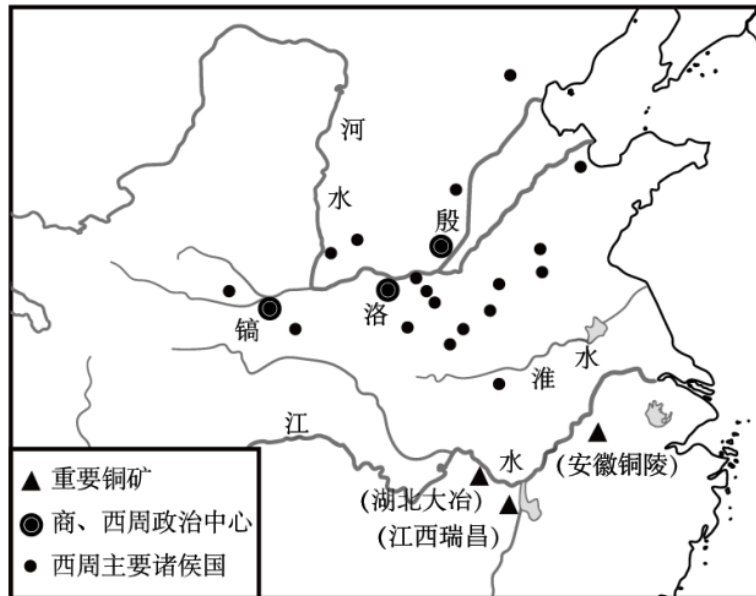 河
水
殷
镐
洛
淮
水
江
水
(安徽铜陵)
(湖北大冶)
(江西瑞昌)
重要铜矿
商、西周政治中心
西周主要诸侯国